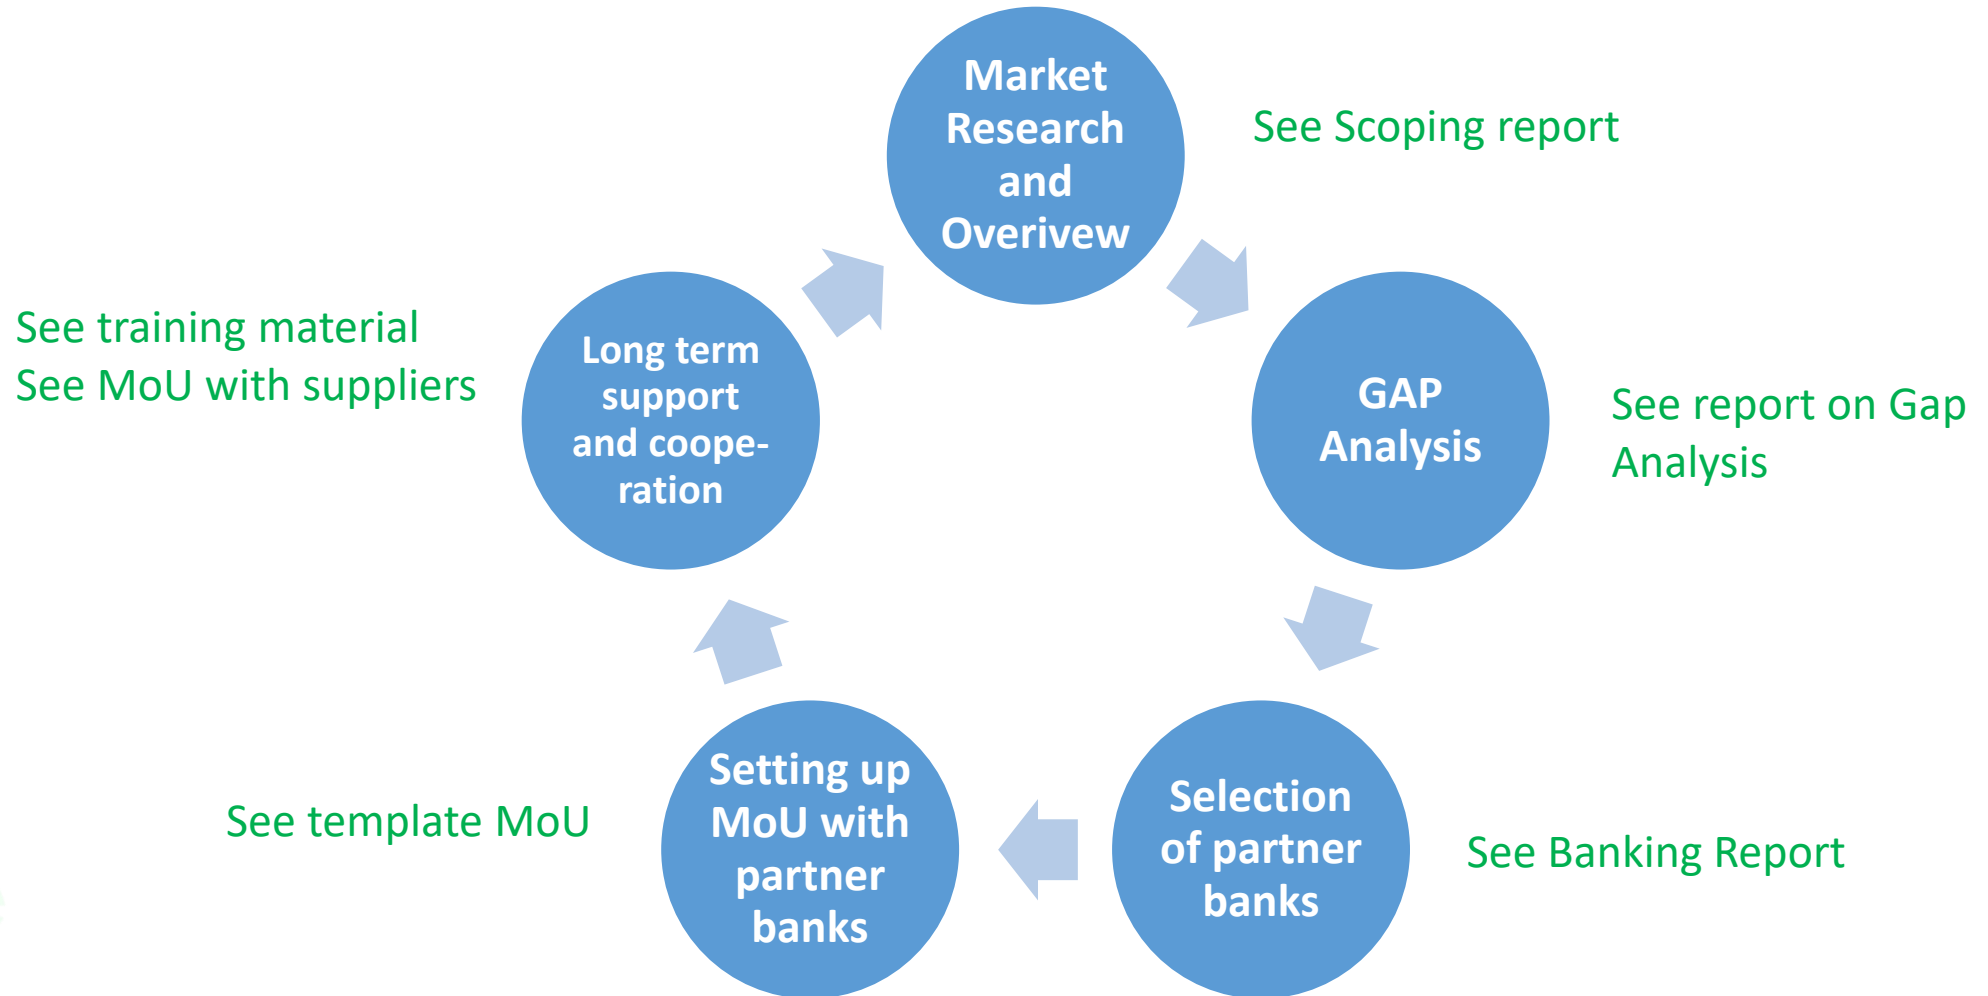 Market
Research
and
Overivew
See Scoping report
GAP
Analysis
See report on Gap
Analysis
Selection
of partner
banks
See Banking Report
Setting up
MoU with
partner
banks
See template MoU
Long term
support
and coope-
ration
See training material
See MoU with suppliers